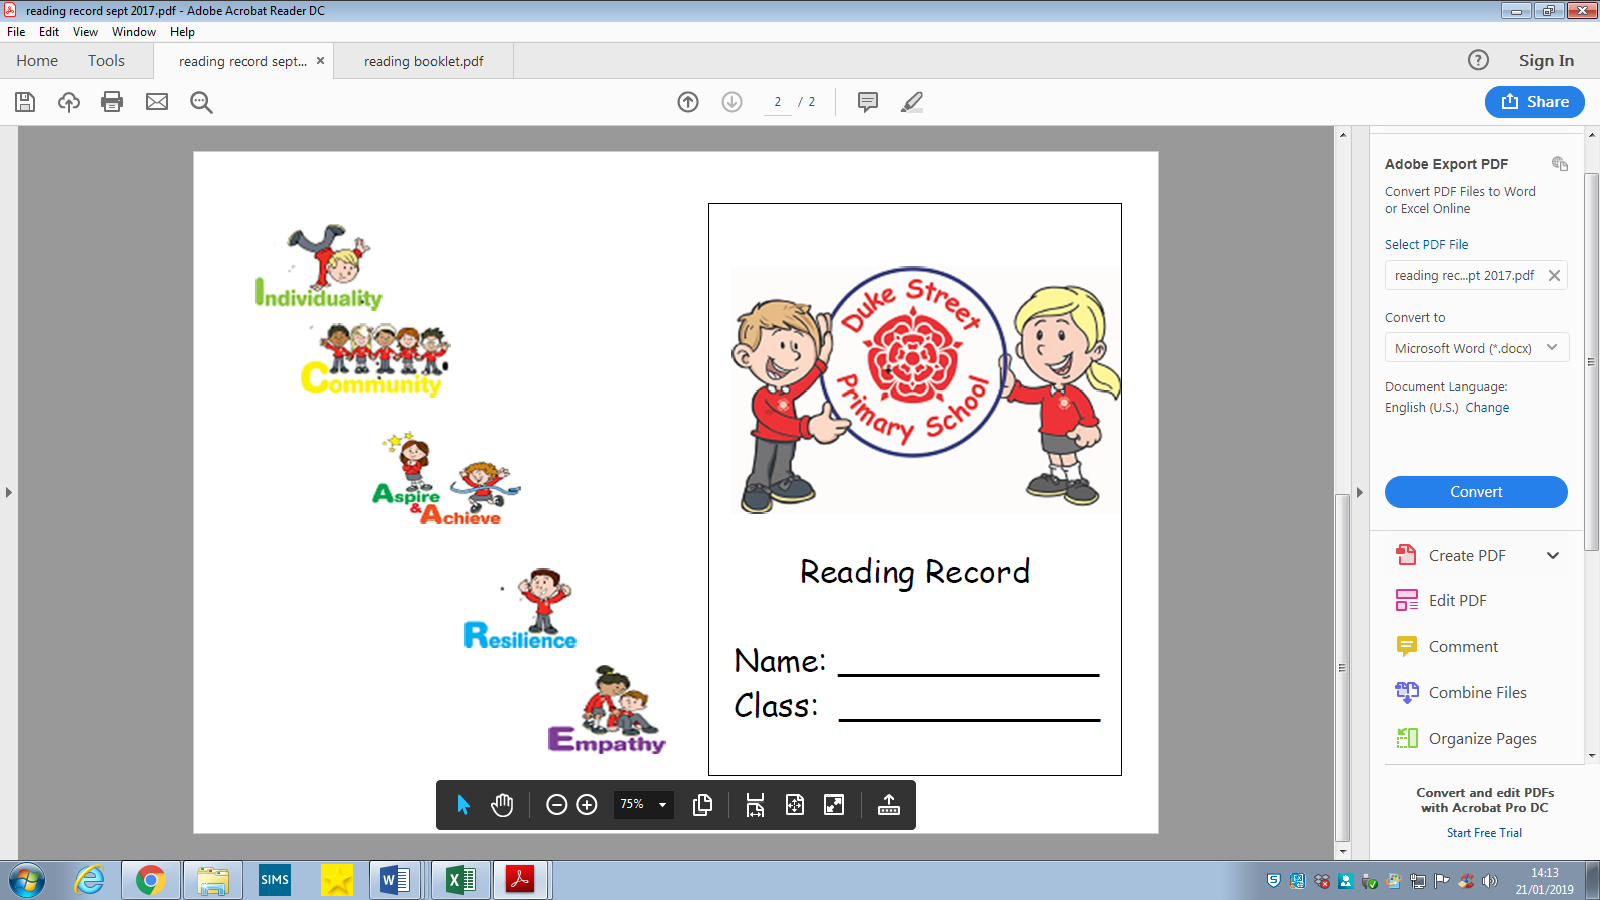 reading record sept 2017.pdf - Adobe Acrobat Reader DC
File Edit View Window Help
Home Tools reading record sept... × reading booklet.pdf ? Sign In
2 / 2 Share
Individuality
Community
Aspire & Achieve
Resilience
Empathy
Duke Street
Primary School
Reading Record
Name:
Class:
75%
Adobe Export PDF
Convert PDF Files to Word
or Excel Online
Select PDF File
reading rec...pt 2017.pdf
Convert to
Microsoft Word (*.docx)
Document Language:
English (U.S.) Change
Convert
Create PDF
Edit PDF
Comment
Combine Files
Organize Pages
Convert and edit PDFs
with Acrobat Pro DC
Start Free Trial
SIMS
14:13
21/01/2019